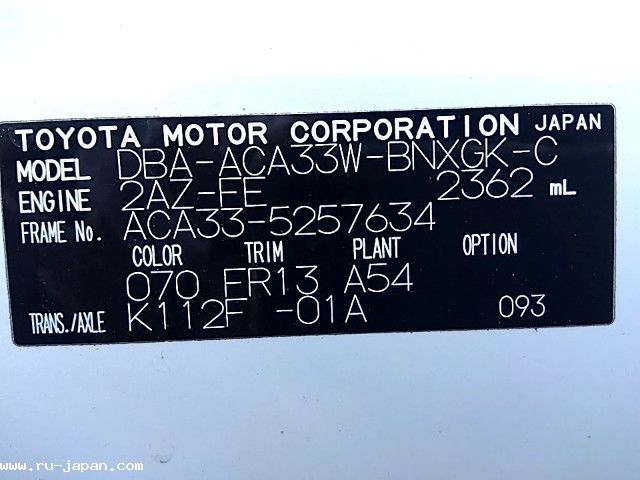 TOYOTA MOTOR CORPORATION JAPAN
MODEL DBA-ACA33W-BNXGK-C
ENGINE 2AZ-FE 2362 mL
FRAME No. ACA33-5257634
COLOR TRIM PLANT OPTION
070 FR13 A54
TRANS./AXLE K112F -01A 093
www.ru-japan.com